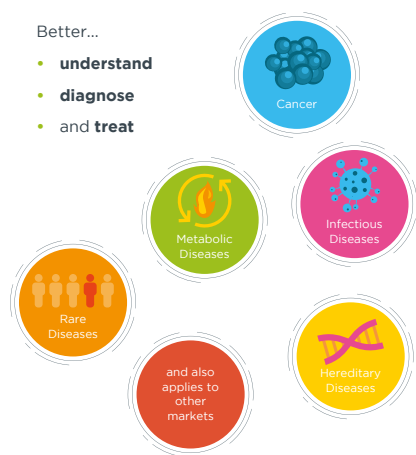 Better...
• understand
• diagnose
• and treat
Cancer
Infectious
Diseases
Metabolic
Diseases
Rare
Diseases
Hereditary
Diseases
and also
applies to
other
markets